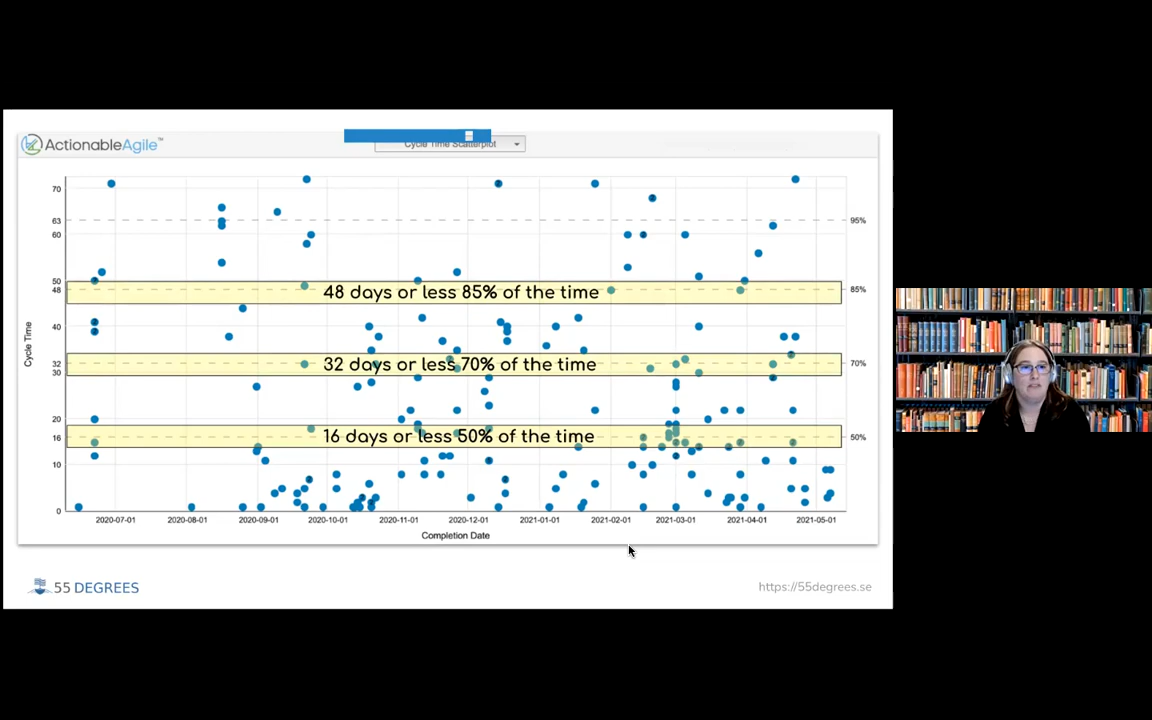 ActionableAgile™
Cycle Time Scatterplot
70
63
60
50
48
40
32
30
20
16
10
0
Cycle Time
95%
85%
70%
50%
48 days or less 85% of the time
32 days or less 70% of the time
16 days or less 50% of the time
2020-07-01 2020-08-01 2020-09-01 2020-10-01 2020-11-01 2020-12-01 2021-01-01 2021-02-01 2021-03-01 2021-04-01 2021-05-01
Completion Date
55 DEGREES
https://55degrees.se